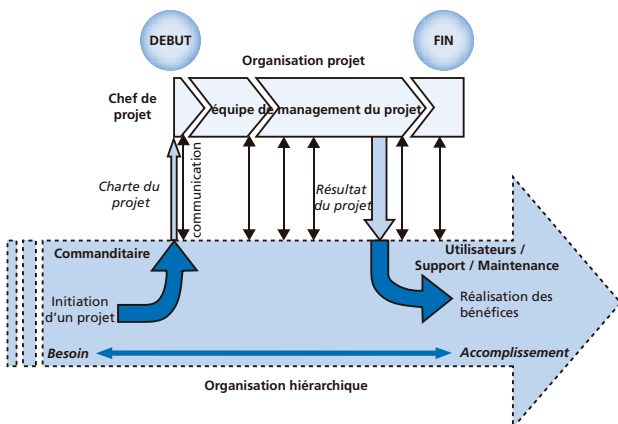 DEBUT
FIN
Organisation projet
Chef de
projet
équipe de management du projet
Charte du
projet
communication
Résultat
du projet
Commanditaire
Utilisateurs /
Support / Maintenance
Initiation
d’un projet
Réalisation des
bénéfices
Besoin
Accomplissement
Organisation hiérarchique